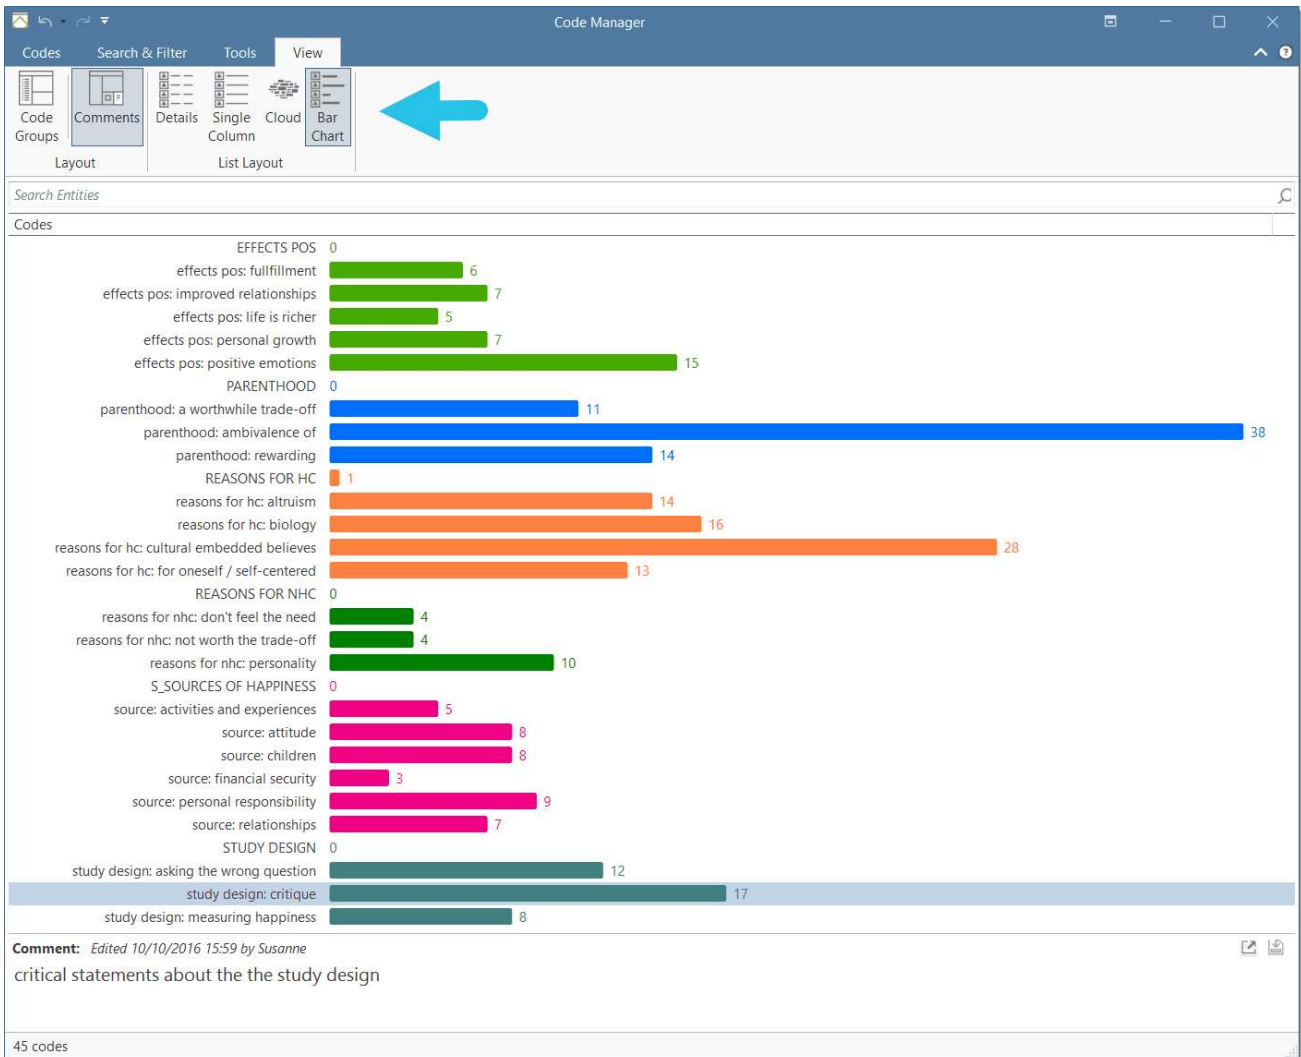 Code Manager
Codes Search & Filter Tools View
Code Groups Comments Details Single Column Cloud Bar Chart
Layout List Layout
Search Entities
Codes
EFFECTS POS 0
effects pos: fullfillment 6
effects pos: improved relationships 7
effects pos: life is richer 5
effects pos: personal growth 7
effects pos: positive emotions 15
PARENTHOOD 0
parenthood: a worthwhile trade-off 11
parenthood: ambivalence of 38
parenthood: rewarding 14
REASONS FOR HC 1
reasons for hc: altruism 14
reasons for hc: biology 16
reasons for hc: cultural embedded believes 28
reasons for hc: for oneself / self-centered 13
REASONS FOR NHC 0
reasons for nhc: don't feel the need 4
reasons for nhc: not worth the trade-off 4
reasons for nhc: personality 10
S_SOURCES OF HAPPINESS 0
source: activities and experiences 5
source: attitude 8
source: children 8
source: financial security 3
source: personal responsibility 9
source: relationships 7
STUDY DESIGN 0
study design: asking the wrong question 12
study design: critique 17
study design: measuring happiness 8
Comment: Edited 10/10/2016 15:59 by Susanne
critical statements about the the study design
45 codes